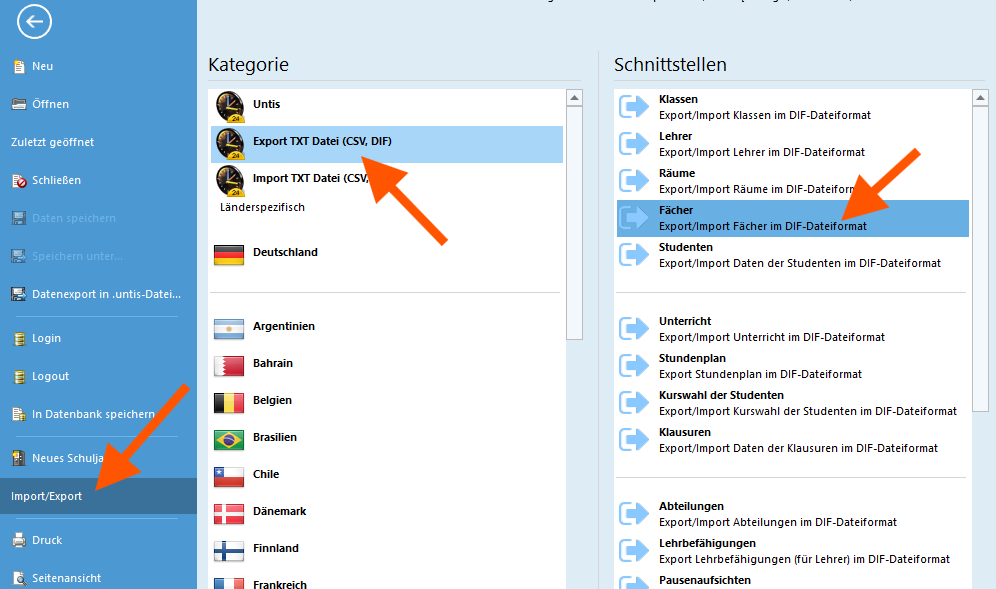 Neu
Öffnen
Zuletzt geöffnet
Schließen
Daten speichern
Speichern unter...
Datenexport in .untis-Datei...
Login
Logout
In Datenbank speichern
Neues Schulja
Import/Export
Druck
Seitenansicht
Kategorie
Untis
Export TXT Datei (CSV, DIF)
Import TXT Datei (CSV,
Länderspezifisch
Deutschland
Argentinien
Bahrain
Belgien
Brasilien
Chile
Dänemark
Finnland
Frankreich
Schnittstellen
Klassen
Export/Import Klassen im DIF-Dateiformat
Lehrer
Export/Import Lehrer im DIF-Dateiformat
Räume
Export/Import Räume im DIF-Dateiform
Fächer
Export/Import Fächer im DIF-Dateiformat
Studenten
Export/Import Daten der Studenten im DIF-Dateiformat
Unterricht
Export/Import Unterricht im DIF-Dateiformat
Stundenplan
Export Stundenplan im DIF-Dateiformat
Kurswahl der Studenten
Export/Import Kurswahl der Studenten im DIF-Dateiformat
Klausuren
Export/Import Daten der Klausuren im DIF-Dateiformat
Abteilungen
Export/Import Abteilungen im DIF-Dateiformat
Lehrbefähigungen
Export Lehrbefähigungen (für Lehrer) im DIF-Dateiformat
Pausenaufsichten